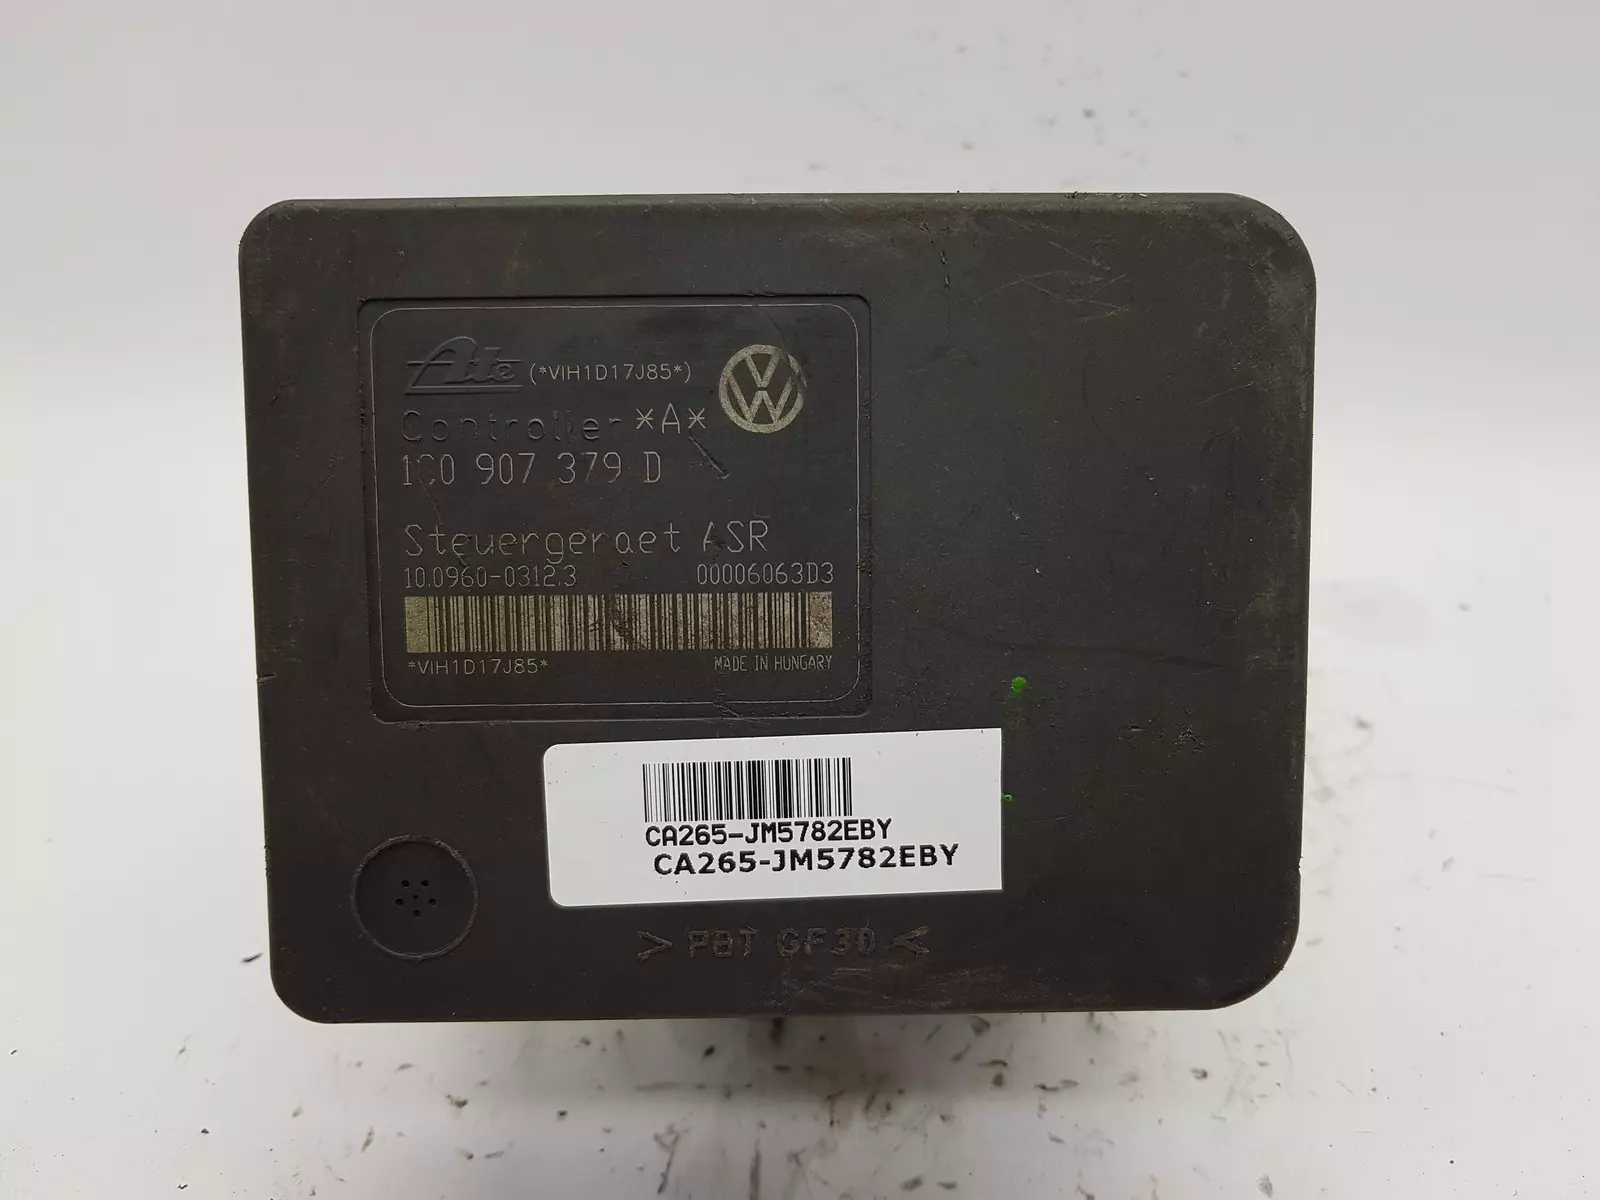 Ate (*VIH1D17J85*)
Controller *A*
1C0 907 379 D
Steuergeraet ASR
10.0960-0312.3 00006063D3
*VIH1D17J85* MADE IN HUNGARY
CA265-JM5782EBY
CA265-JM5782EBY
> PBT GF30 <